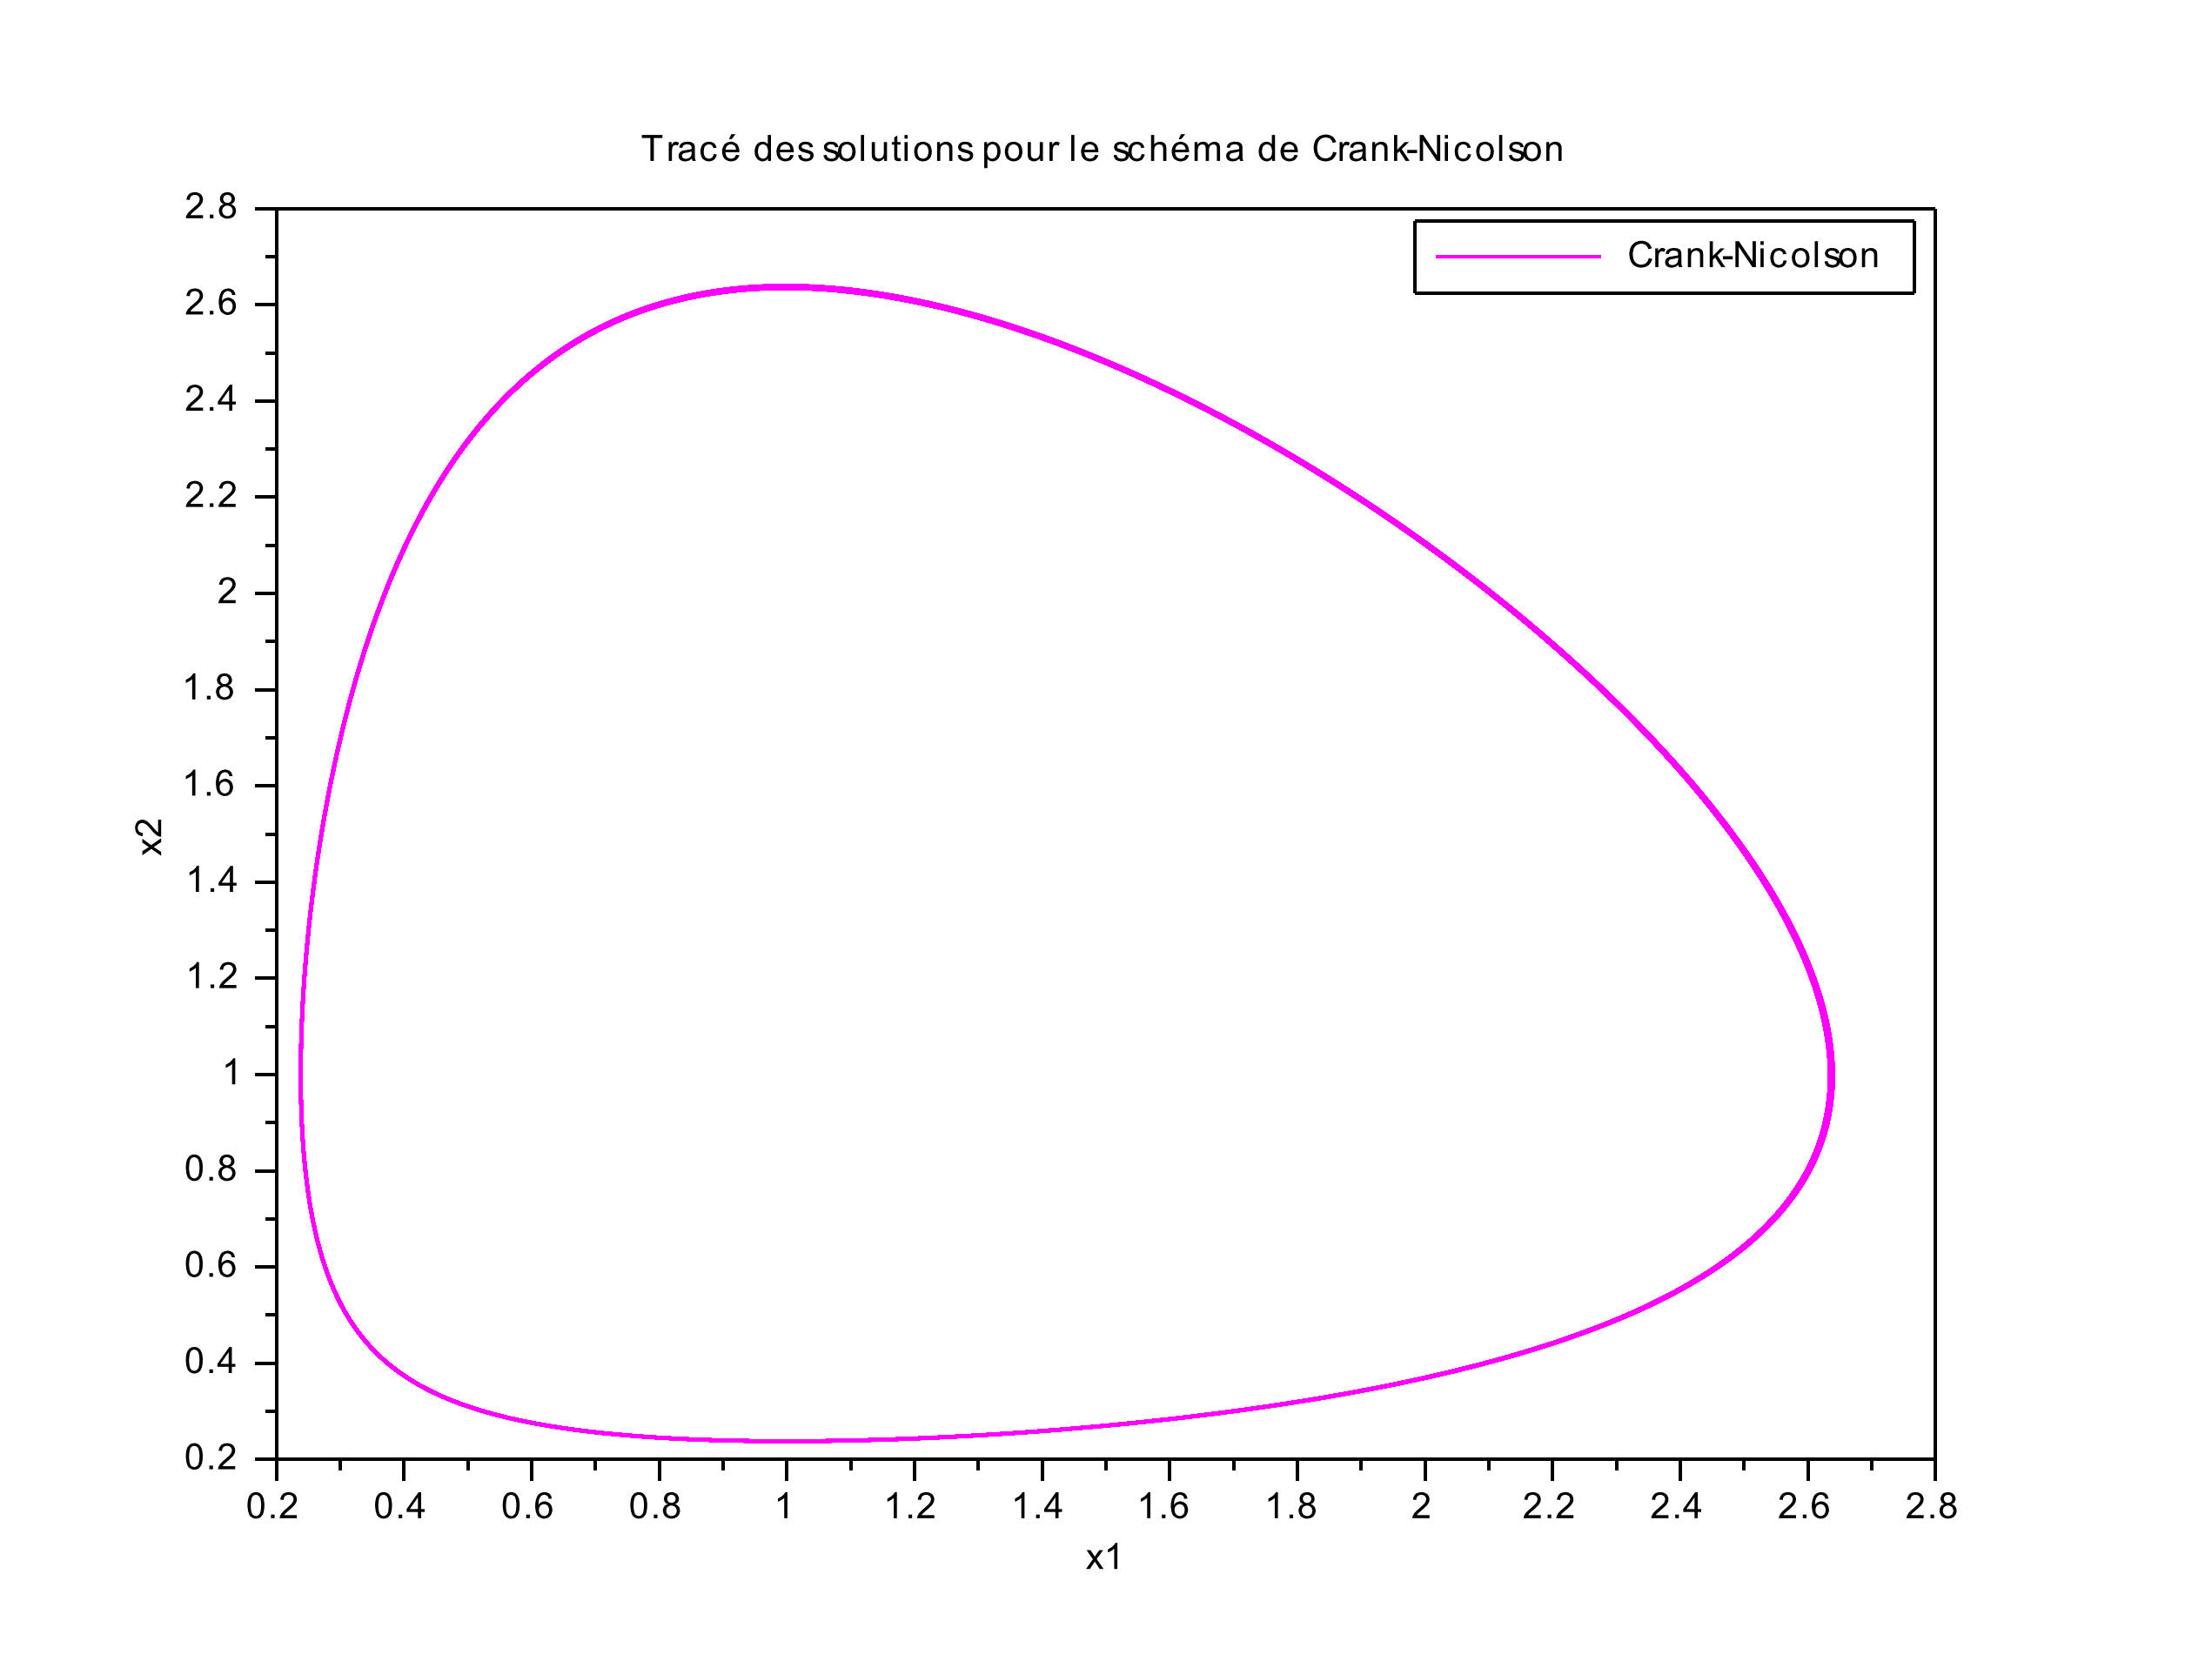 Tracé des solutions pour le schéma de Crank-Nicolson
Crank-Nicolson
2.8
2.6
2.4
2.2
2
1.8
1.6
1.4
1.2
1
0.8
0.6
0.4
0.2
x2
0.2 0.4 0.6 0.8 1 1.2 1.4 1.6 1.8 2 2.2 2.4 2.6 2.8
x1